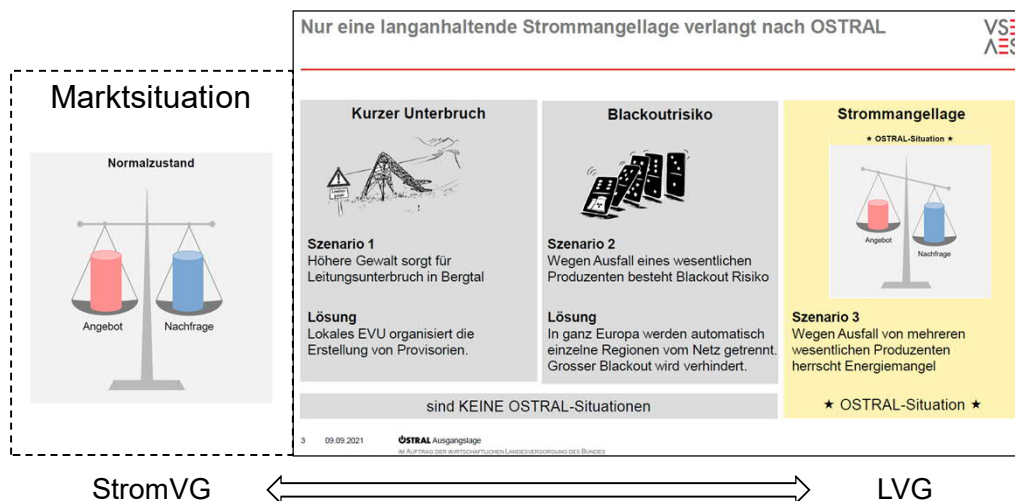 Nur eine langanhaltende Strommangellage verlangt nach OSTRAL
VSE
AES
Marktsituation
Normalzustand
Angebot
Nachfrage
Kurzer Unterbruch
Szenario 1
Höhere Gewalt sorgt für
Leitungsunterbruch in Bergtal
Lösung
Lokales EVU organisiert die
Erstellung von Provisorien.
Blackoutrisiko
Szenario 2
Wegen Ausfall eines wesentlichen
Produzenten besteht Blackout Risiko
Lösung
In ganz Europa werden automatisch
einzelne Regionen vom Netz getrennt.
Grosser Blackout wird verhindert.
sind KEINE OSTRAL-Situationen
Strommangellage
★ OSTRAL-Situation ★
Angebot
Nachfrage
Szenario 3
Wegen Ausfall von mehreren
wesentlichen Produzenten
herrscht Energiemangel
★ OSTRAL-Situation ★
3 09.09.2021 OSTRAL Ausgangslage
IM AUFTRAG DER WIRTSCHAFTLICHEN LANDESVERSORGUNG DES BUNDES
StromVG
LVG